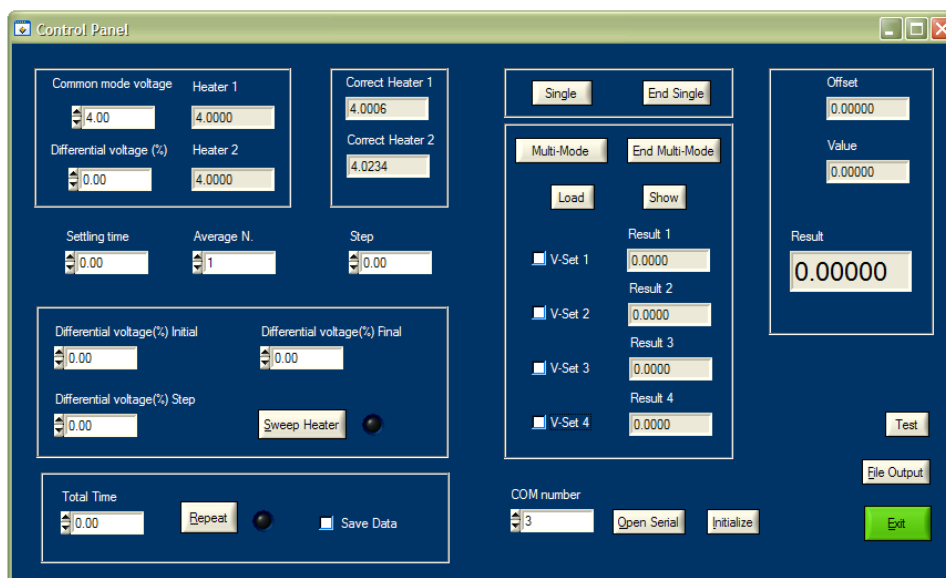 Control Panel
Common mode voltage Heater 1
4.00 4.0000
Differential voltage (%) Heater 2
0.00 4.0000
Correct Heater 1
4.0006
Correct Heater 2
4.0234
Single End Single
Multi-Mode End Multi-Mode
Load Show
Result 1
V-Set 1 0.0000
Result 2
V-Set 2 0.0000
Result 3
V-Set 3 0.0000
Result 4
V-Set 4 0.0000
Offset
0.00000
Value
0.00000
Result
0.00000
Settling time Average N. Step
0.00 1 0.00
Differential voltage(%) Initial Differential voltage(%) Final
0.00 0.00
Differential voltage(%) Step
0.00 Sweep Heater
Total Time
0.00 Repeat Save Data
COM number
3 Open Serial Initialize
Test
File Output
Exit